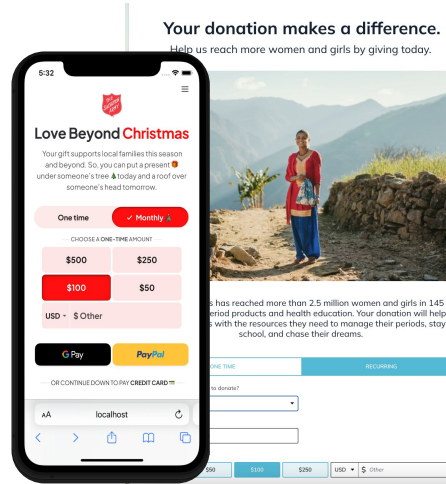 Your donation makes a difference.
Help us reach more women and girls by giving today.
5:32
THE SALVATION ARMY
Love Beyond Christmas
Your gift supports local families this season
and beyond. So, you can put a present 🎁
under someone's tree 🎄 today and a roof over
someone's head tomorrow.
One time
✓ Monthly
CHOOSE A ONE-TIME AMOUNT
$500
$250
$100
$50
USD
$ Other
G Pay
PayPal
OR CONTINUE DOWN TO PAY CREDIT CARD
AA
localhost
s has reached more than 2.5 million women and girls in 145
eriod products and health education. Your donation will help
s with the resources they need to manage their periods, stay
school, and chase their dreams.
ONE TIME
RECURRING
to donate?
$50
$100
$250
USD
$ Other